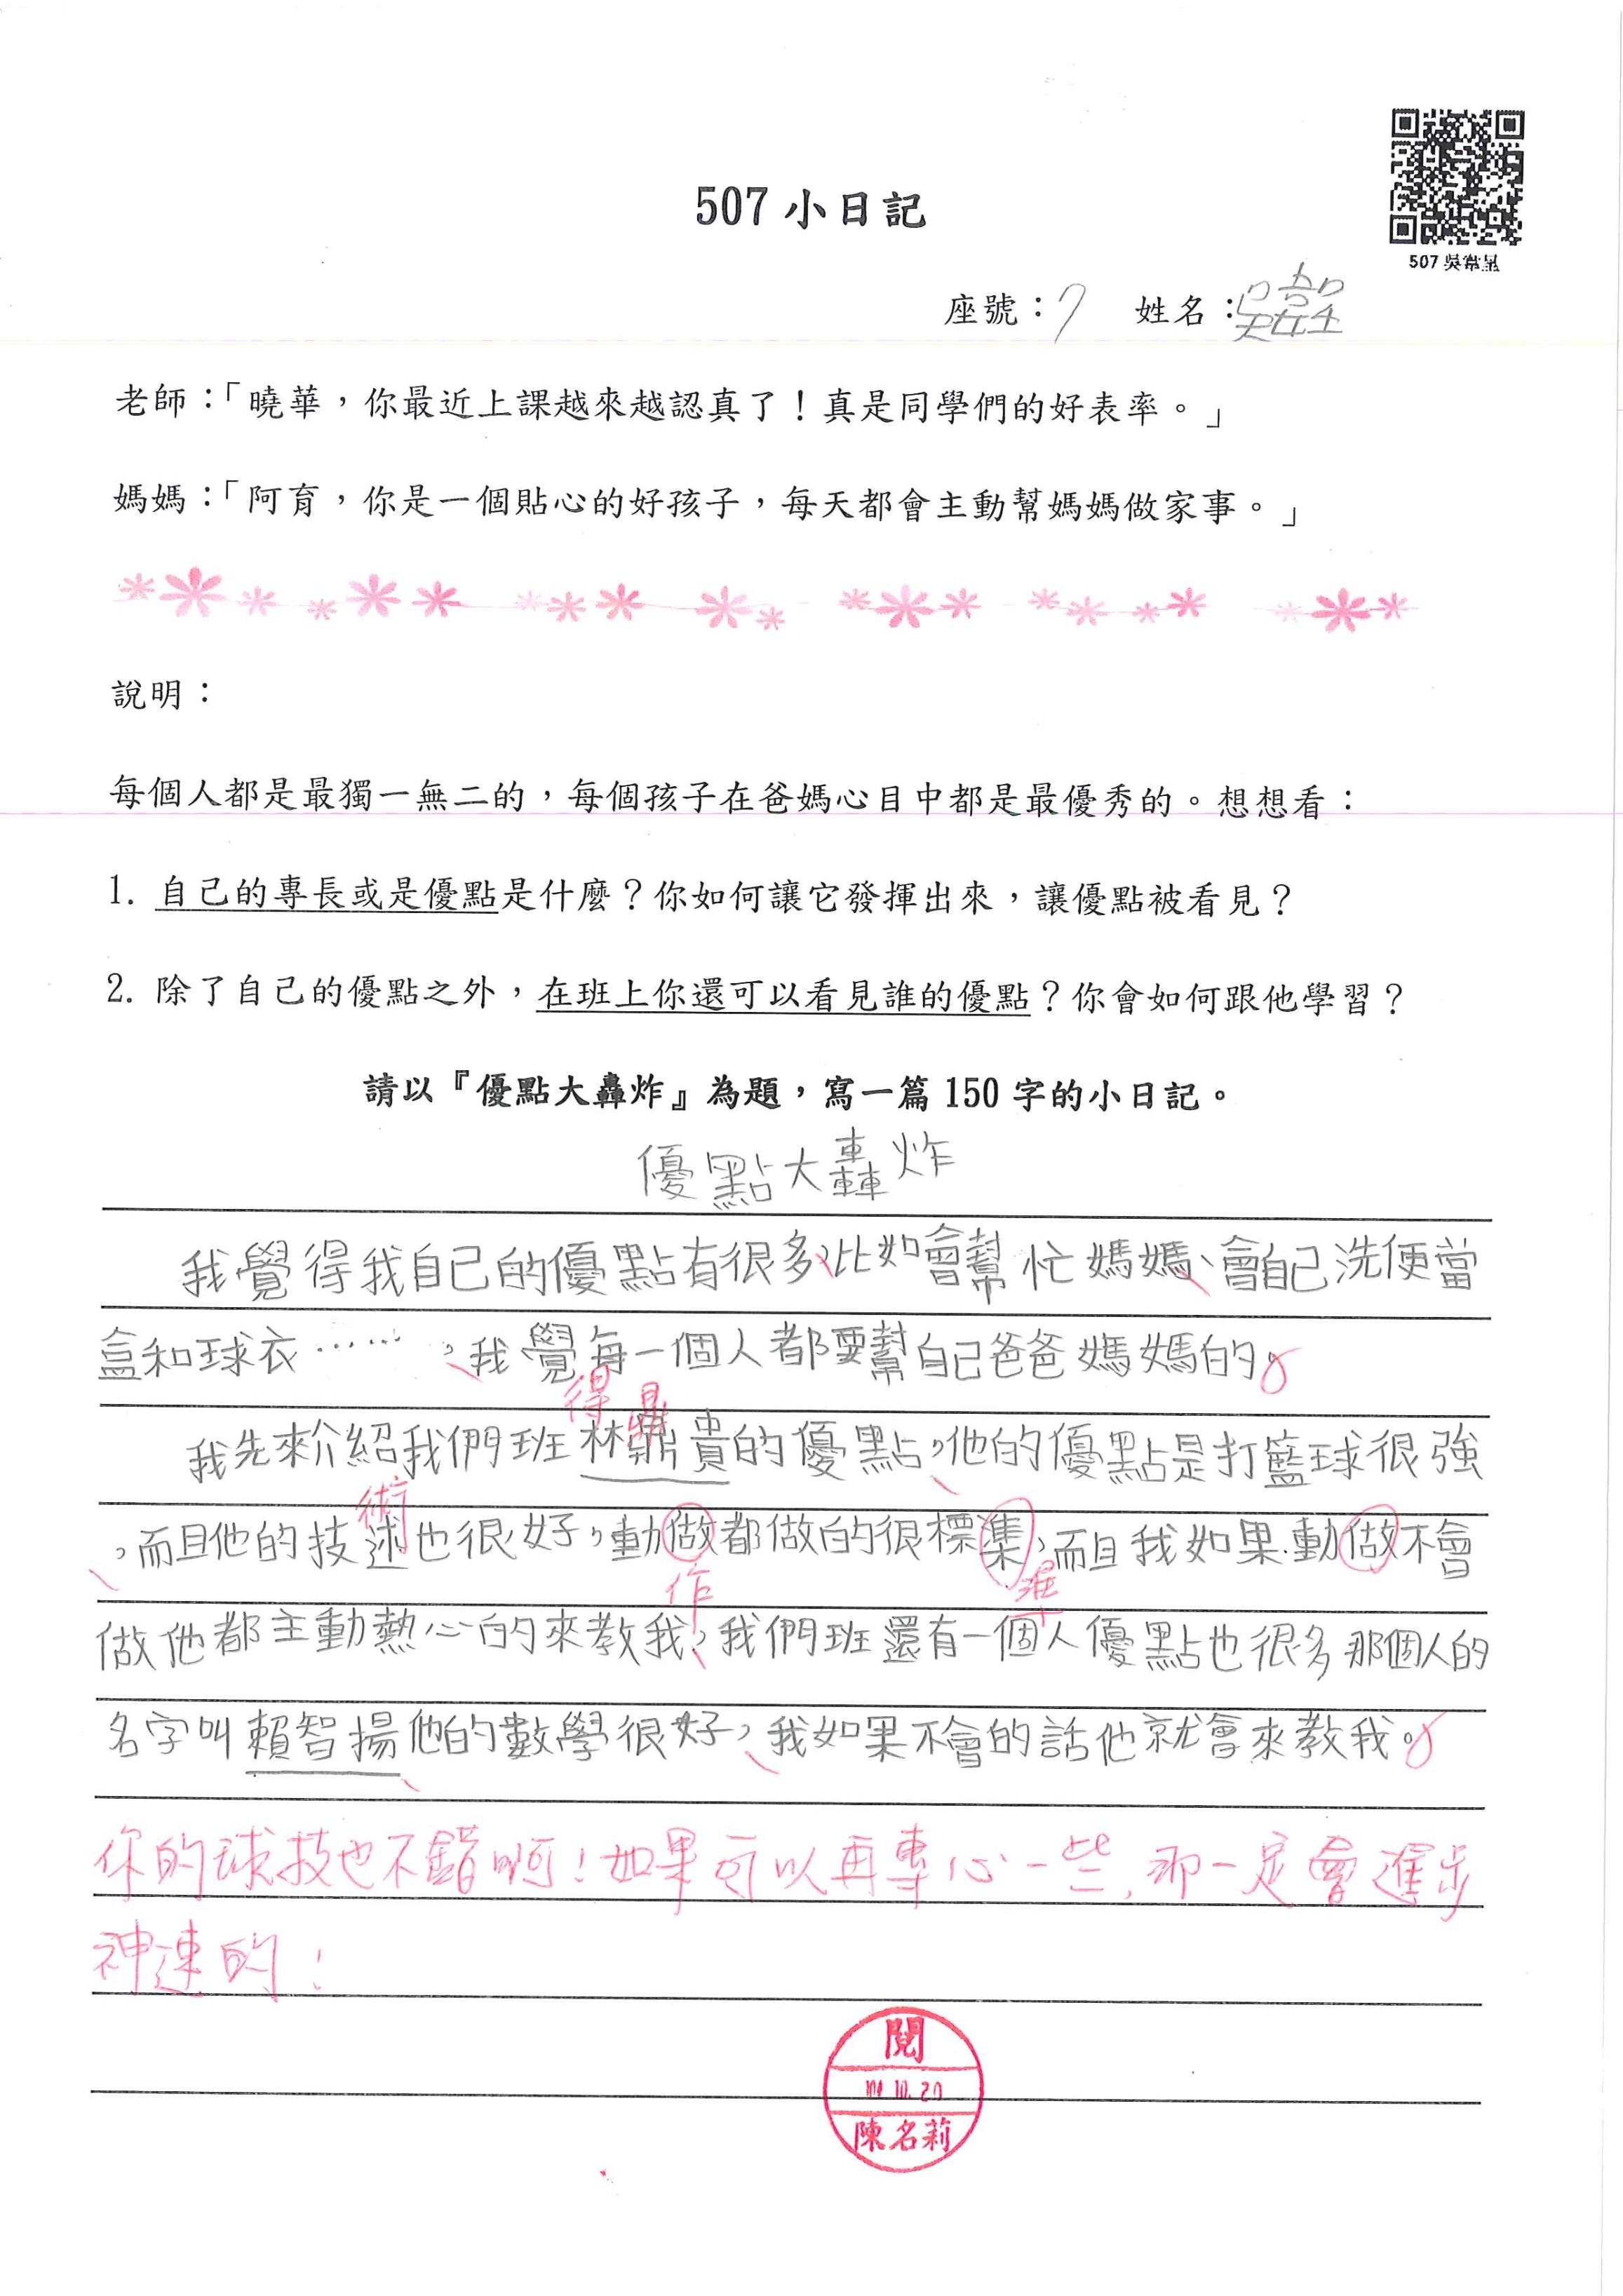 507 小日記
507 吳常呈
座號：7 姓名：吳
老師：「曉華，你最近上課越來越認真了！真是同學們的好表率。」
媽媽：「阿育，你是一個貼心的好孩子，每天都會主動幫媽媽做家事。」
說明：
每個人都是最獨一無二的，每個孩子在爸媽心目中都是最優秀的。想想看：
1. 自己的專長或是優點是什麼？你如何讓它發揮出來，讓優點被看見？
2. 除了自己的優點之外，在班上你還可以看見誰的優點？你會如何跟他學習？
請以『優點大轟炸』為題，寫一篇 150 字的小日記。
優點大轟炸
我覺得我自己的優點有很多，比如會幫忙媽媽、會自己洗便當
盒和球衣……，我覺每一個人都要幫自己爸爸媽媽的。
得 鼎
我先來介紹我們班林鼎貴的優點，他的優點是打籃球很強
術
，而且他的技述也很好，動做都做的很標集，而且我如果動做不會
作 準
做他都主動熱心的來教我，我們班還有一個人優點也很多那個人的
名字叫賴智揚他的數學很好，我如果不會的話他就會來教我。
你的球技也不錯啊！如果可以再專心一些，那一定會進步
神速的！
閱
10.20
陳名莉